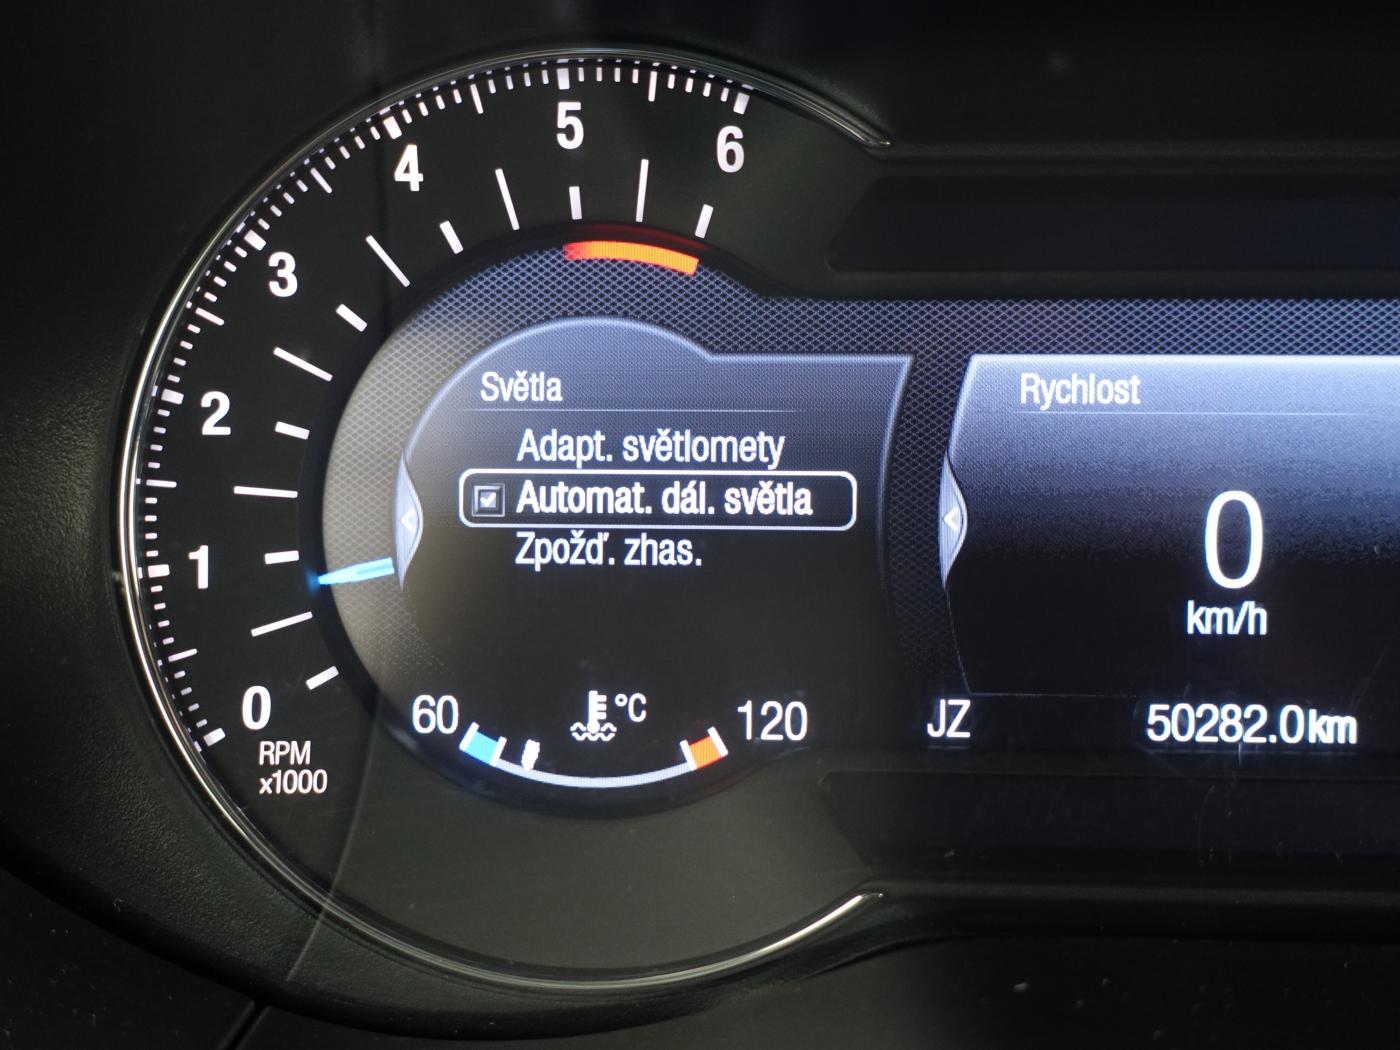 6
5
4
3
2
1
0
RPM
x1000
Světla
Adapt. světlomety
Automat. dál. světla
Zpožď. zhas.
60
°C
120
Rychlost
0
km/h
JZ
50282.0km